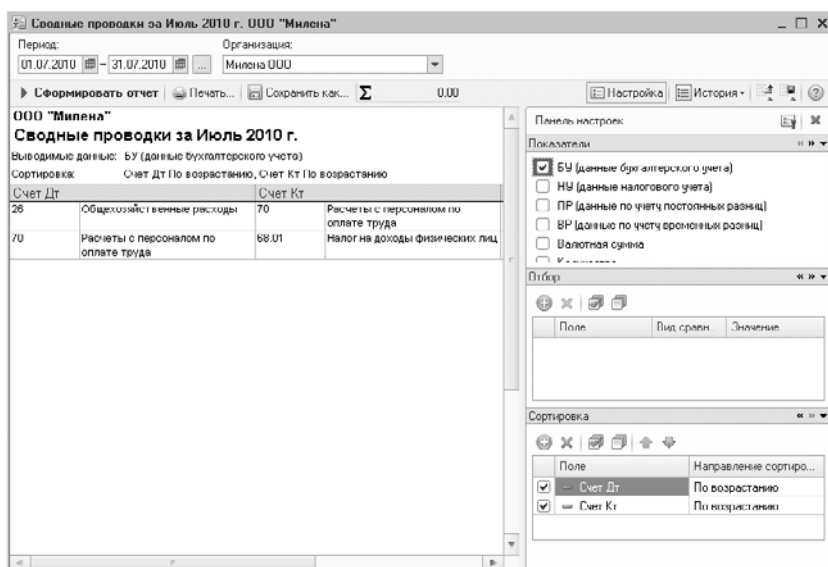 Сводные проводки за Июль 2010 г. ООО "Милена"
Период: Организация:
01.07.2010 – 31.07.2010 ... Милена ООО
Сформировать отчет Печать... Сохранить как... Σ 0.00 Настройка История
ООО "Милена"
Сводные проводки за Июль 2010 г.
Выводимые данные: БУ (данные бухгалтерского учета)
Сортировка: Счет Дт По возрастанию, Счет Кт По возрастанию
Счет Дт Счет Кт
26 Общехозяйственные расходы 70 Расчеты с персоналом по
оплате труда
70 Расчеты с персоналом по 68.01 Налог на доходы физических лиц
оплате труда
Панель настроек
Показатели
БУ (данные бухгалтерского учета)
НУ (данные налогового учета)
ПР (данные по учету постоянных разниц)
ВР (данные по учету временных разниц)
Валютная сумма
Отбор
Поле Вид сравн... Значение
Сортировка
Поле Направление сортиро...
Счет Дт По возрастанию
Счет Кт По возрастанию